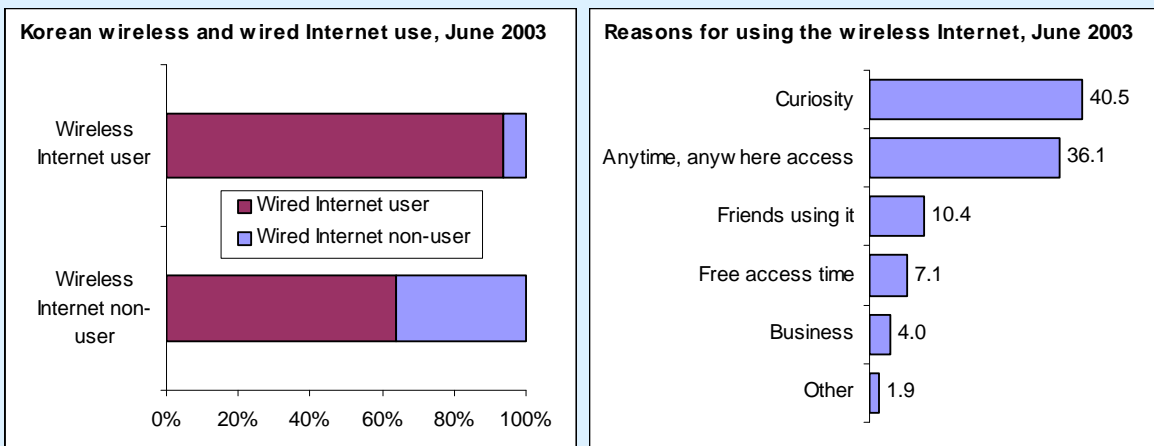 Korean wireless and wired Internet use, June 2003
Wireless
Internet user
Wired Internet user
Wired Internet non-user
Wireless
Internet non-
user
0% 20% 40% 60% 80% 100%
Reasons for using the wireless Internet, June 2003
Curiosity 40.5
Anytime, anywhere access 36.1
Friends using it 10.4
Free access time 7.1
Business 4.0
Other 1.9